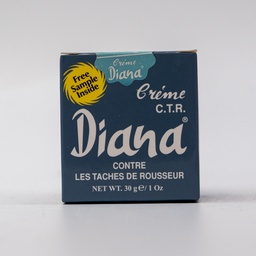 Crème
Diana
Free
Sample
Inside
Crème
C.T.R.
Diana®
CONTRE
LES TACHES DE ROUSSEUR
NET WT. 30 g e / 1 Oz